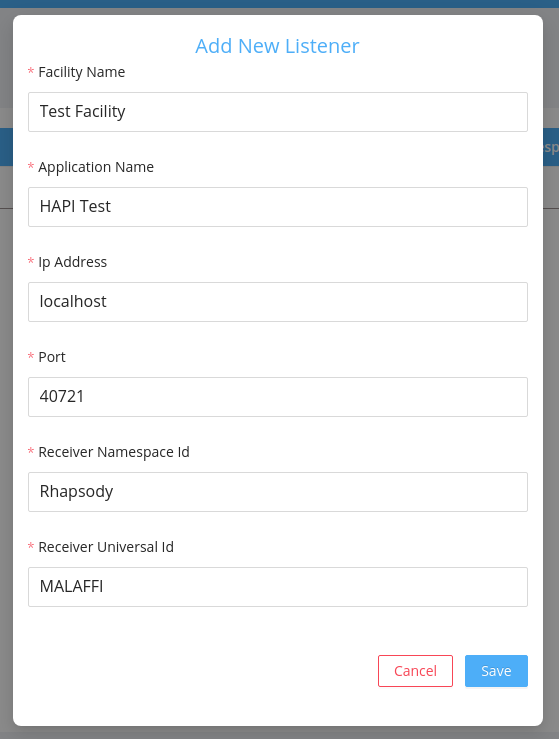 Add New Listener
* Facility Name
Test Facility
* Application Name
HAPI Test
* Ip Address
localhost
* Port
40721
* Receiver Namespace Id
Rhapsody
* Receiver Universal Id
MALAFFI
Cancel
Save